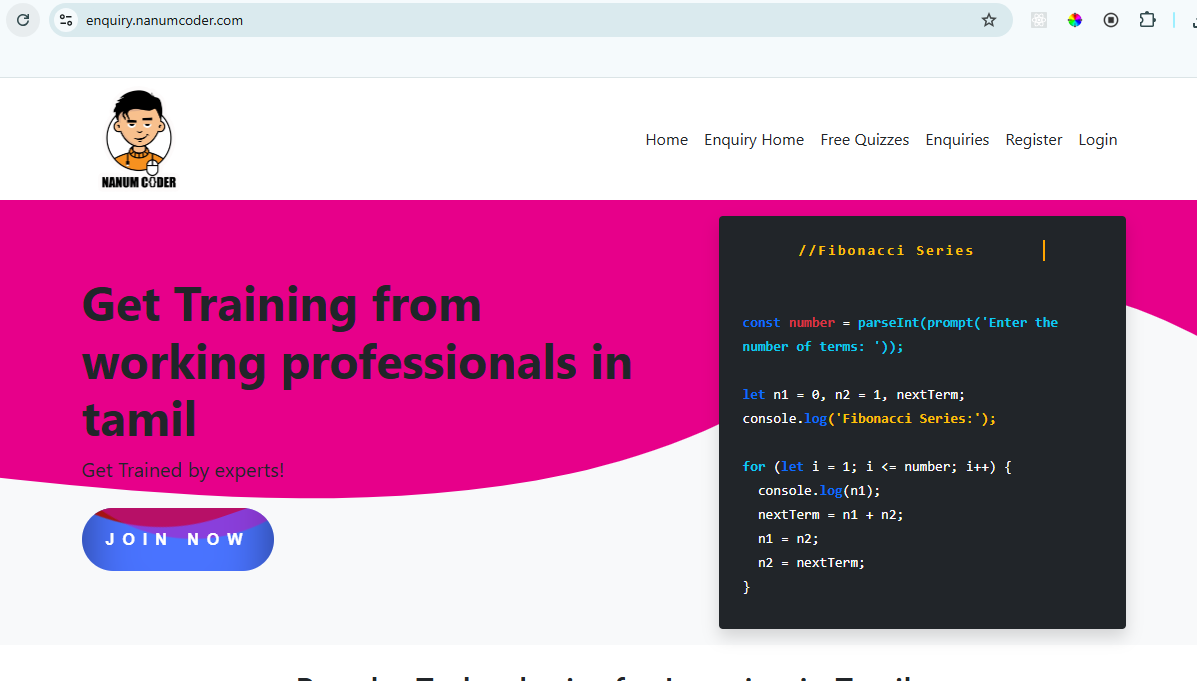 enquiry.nanumcoder.com
NANUM CODER
Home Enquiry Home Free Quizzes Enquiries Register Login
Get Training from
working professionals in
tamil
Get Trained by experts!
JOIN NOW
//Fibonacci Series
const number = parseInt(prompt('Enter the
number of terms: '));
let n1 = 0, n2 = 1, nextTerm;
console.log('Fibonacci Series:');
for (let i = 1; i <= number; i++) {
console.log(n1);
nextTerm = n1 + n2;
n1 = n2;
n2 = nextTerm;
}